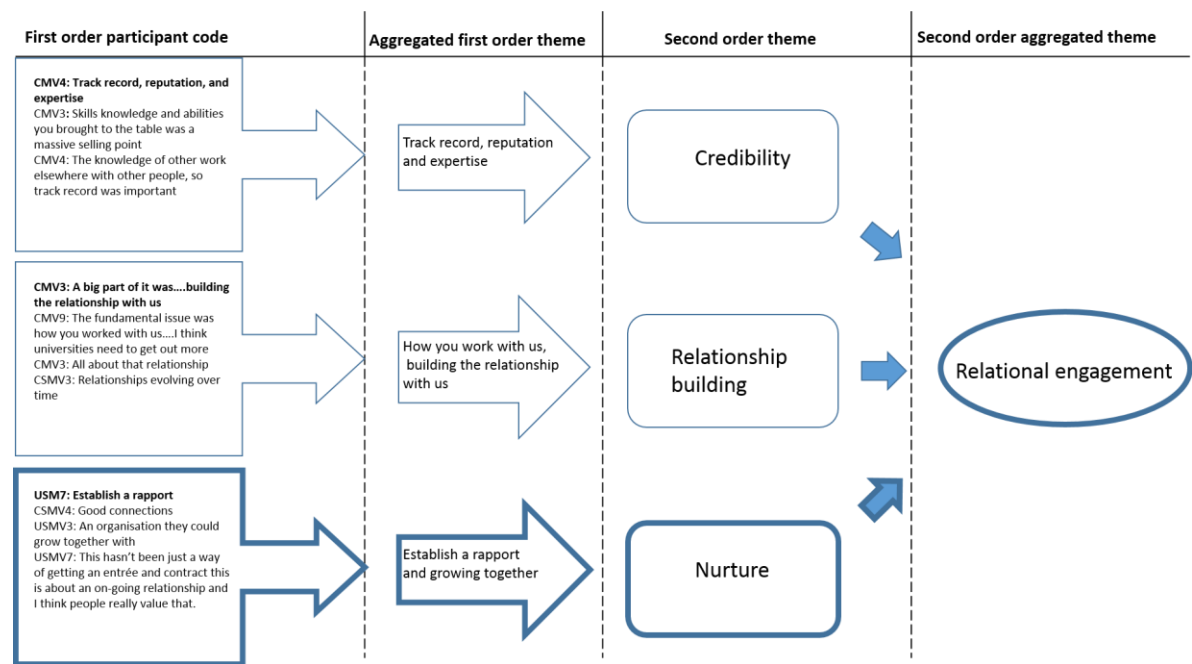 First order participant code
Aggregated first order theme
Second order theme
Second order aggregated theme
CMV4: Track record, reputation, and
expertise
CMV3: Skills knowledge and abilities
you brought to the table was a
massive selling point
CMV4: The knowledge of other work
elsewhere with other people, so
track record was important
Track record, reputation
and expertise
Credibility
CMV3: A big part of it was....building
the relationship with us
CMV9: The fundamental issue was
how you worked with us....I think
universities need to get out more
CMV3: All about that relationship
CSMV3: Relationships evolving over
time
How you work with us,
building the relationship
with us
Relationship
building
Relational engagement
USM7: Establish a rapport
CSMV4: Good connections
USMV3: An organisation they could
grow together with
USMV7: This hasn't been just a way
of getting an entrée and contract this
is about an on-going relationship and
I think people really value that.
Establish a rapport
and growing together
Nurture